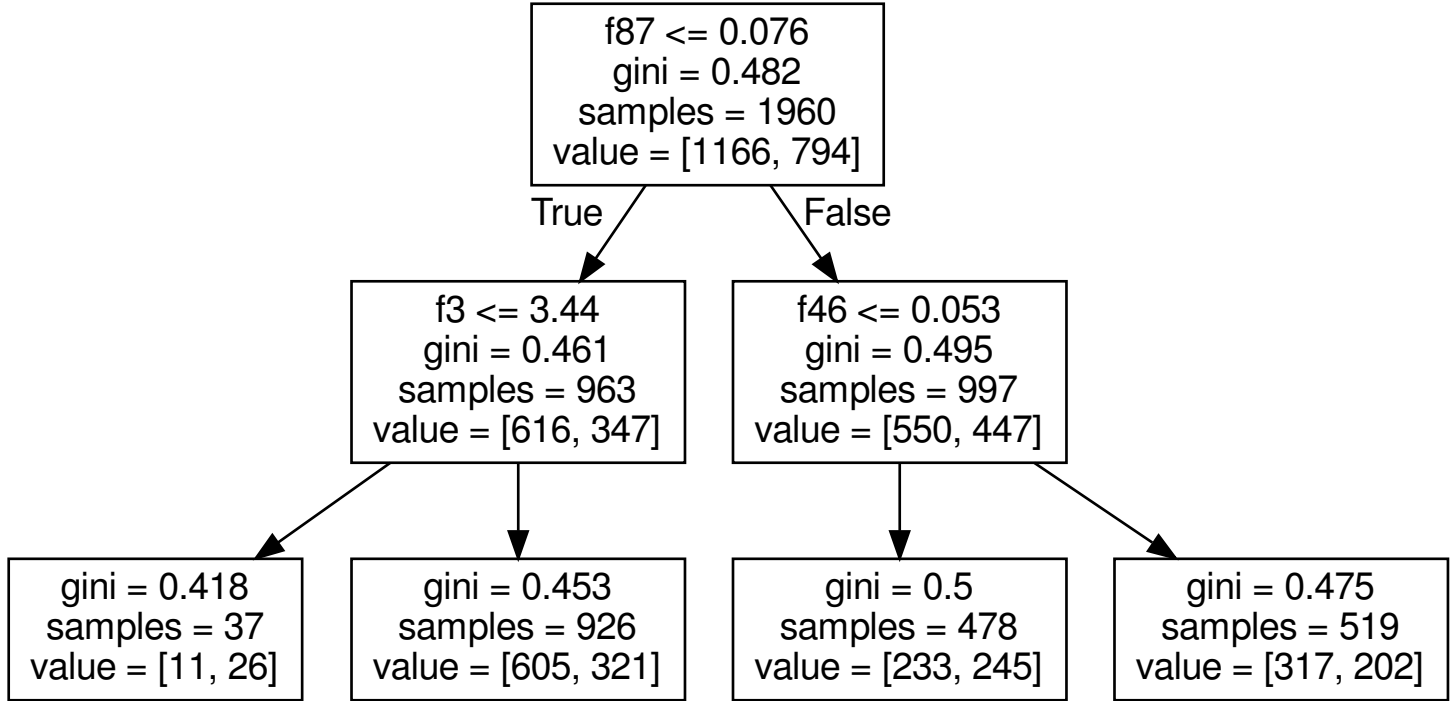 f87 <= 0.076
gini = 0.482
samples = 1960
value = [1166, 794]
True
False
f3 <= 3.44
gini = 0.461
samples = 963
value = [616, 347]
f46 <= 0.053
gini = 0.495
samples = 997
value = [550, 447]
gini = 0.418
samples = 37
value = [11, 26]
gini = 0.453
samples = 926
value = [605, 321]
gini = 0.5
samples = 478
value = [233, 245]
gini = 0.475
samples = 519
value = [317, 202]